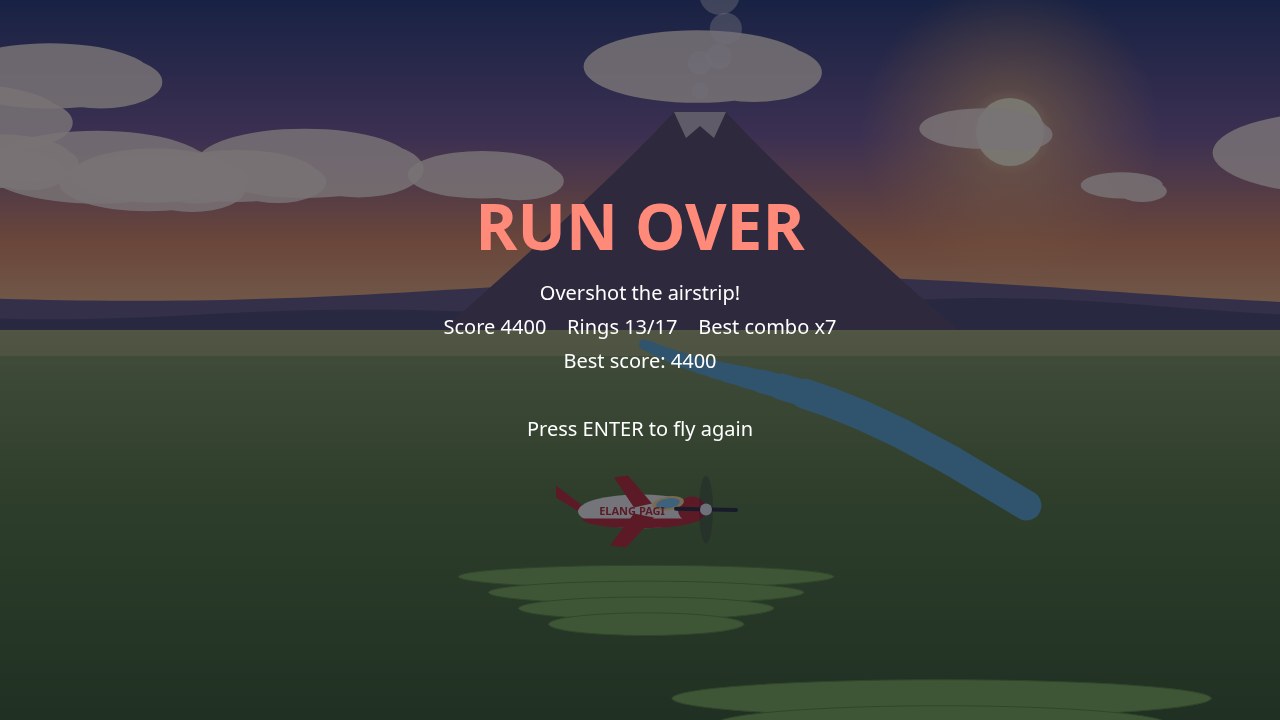 RUN OVER
Overshot the airstrip!
Score 4400 Rings 13/17 Best combo x7
Best score: 4400
Press ENTER to fly again
ELANG PAGI